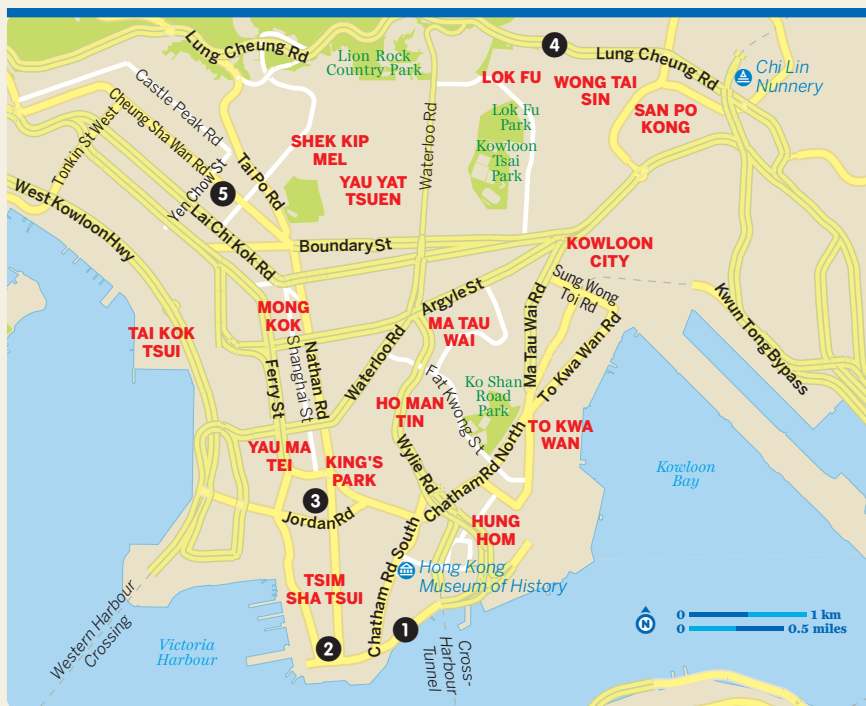 Lung Cheung Rd
Lion Rock
Country Park
4
Lung Cheung Rd
Chi Lin
Nunnery
Castle Peak Rd
LOK FU
WONG TAI
SIN
SAN PO
KONG
Lok Fu
Park
Kowloon
Tsai
Park
Cheung Sha Wan Rd
Tonkin St West
Tai Po Rd
SHEK KIP
MEL
YAU YAT
TSUEN
Waterloo Rd
Yen Chow St
5
West Kowloon Hwy
Lai Chi Kok Rd
Boundary St
KOWLOON
CITY
Sung Wong
Toi Rd
Argyle St
MONG
KOK
MA TAU
WAI
Ma Tau Wai Rd
Kwun Tong Bypass
TAI KOK
TSUI
Ferry St
Shanghai St
Nathan Rd
Waterloo Rd
Fat Kwong St
Ko Shan
Road
Park
To Kwa Wan Rd
HO MAN
TIN
TO KWA
WAN
YAU MA
TEI
KING'S
PARK
Wylie Rd
Chatham Rd North
Kowloon
Bay
3
Jordan Rd
HUNG
HOM
Chatham Rd South
Hong Kong
Museum of History
TSIM
SHA TSUI
Western Harbour
Crossing
Victoria
Harbour
1
2
Cross-
Harbour
Tunnel
N
0 1 km
0 0.5 miles